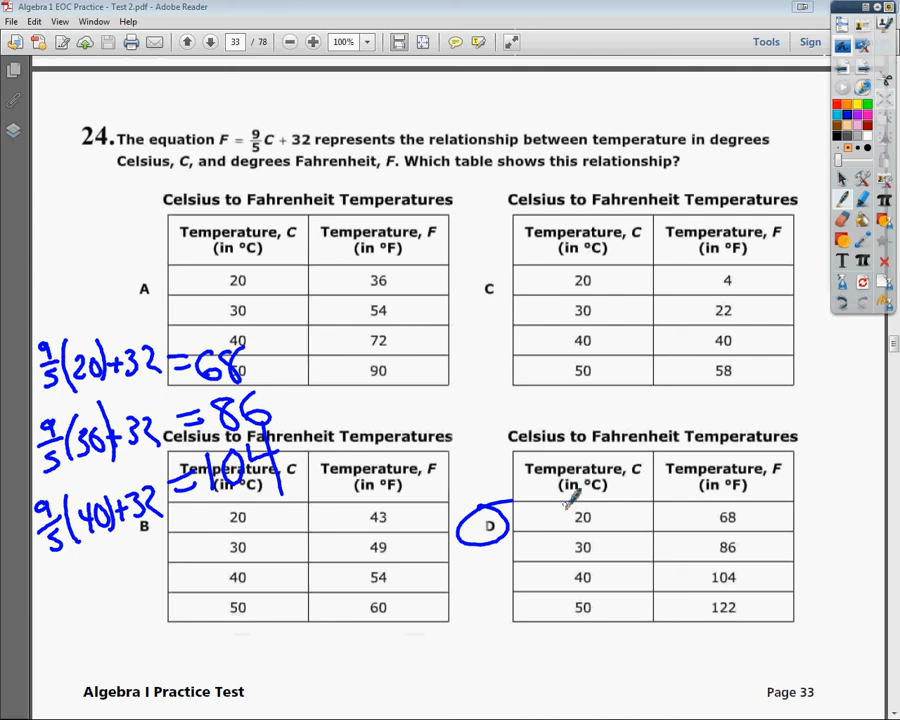 Algebra 1 EOC Practice - Test 2.pdf - Adobe Reader
File Edit View Window Help
33 / 78 100% Tools Sign
24. The equation F = 9/5 C + 32 represents the relationship between temperature in degrees
Celsius, C, and degrees Fahrenheit, F. Which table shows this relationship?
Celsius to Fahrenheit Temperatures
Temperature, C (in °C) Temperature, F (in °F)
A
20 36
30 54
40 72
50 90
Celsius to Fahrenheit Temperatures
Temperature, C (in °C) Temperature, F (in °F)
C
20 4
30 22
40 40
50 58
9/5(20)+32 = 68
9/5(30)+32 = 86
9/5(40)+32 = 104
Celsius to Fahrenheit Temperatures
Temperature, C (in °C) Temperature, F (in °F)
B
20 43
30 49
40 54
50 60
Celsius to Fahrenheit Temperatures
Temperature, C (in °C) Temperature, F (in °F)
D
20 68
30 86
40 104
50 122
Algebra I Practice Test Page 33